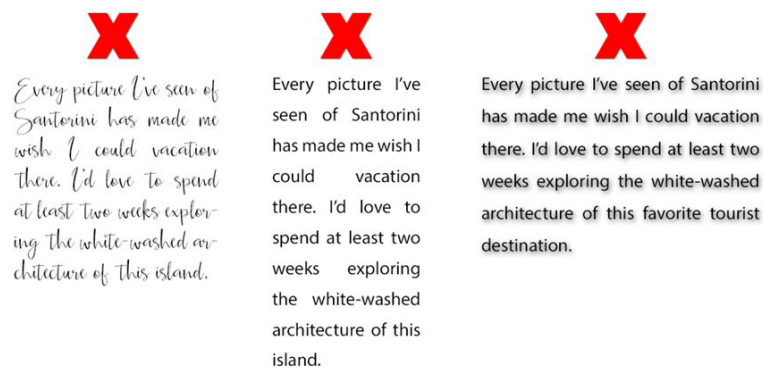 Every picture I've seen of
Santorini has made me
wish I could vacation
there. I'd love to spend
at least two weeks explor-
ing the white-washed ar-
chitecture of this island.
Every picture I've
seen of Santorini
has made me wish I
could vacation
there. I'd love to
spend at least two
weeks exploring
the white-washed
architecture of this
island.
Every picture I've seen of Santorini
has made me wish I could vacation
there. I'd love to spend at least two
weeks exploring the white-washed
architecture of this favorite tourist
destination.